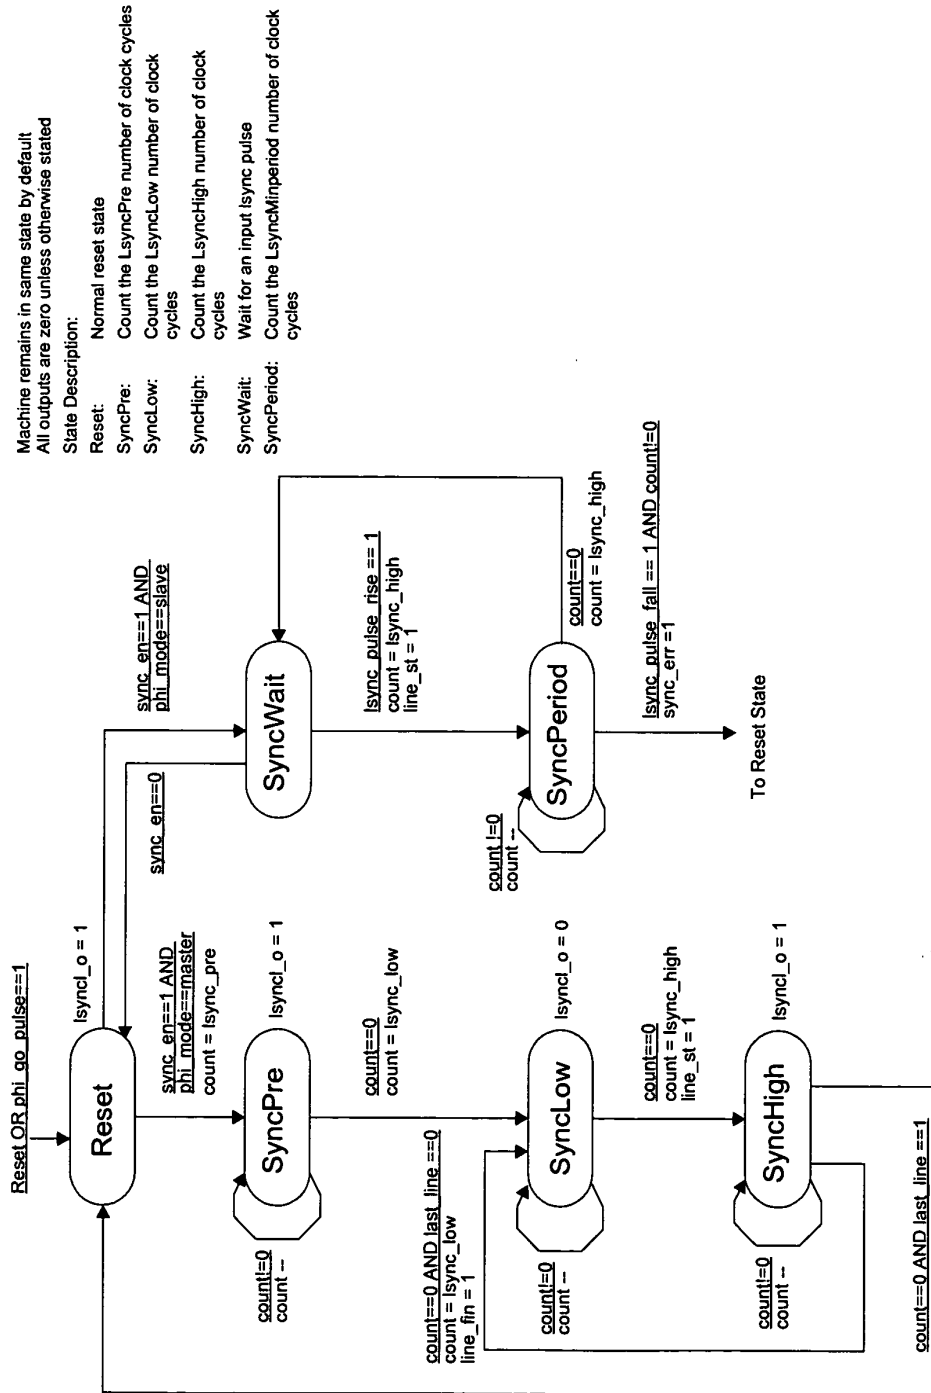 Machine remains in same state by default
All outputs are zero unless otherwise stated
State Description:
Reset: Normal reset state
SyncPre: Count the LsyncPre number of clock cycles
SyncLow: Count the LsyncLow number of clock
cycles
SyncHigh: Count the LsyncHigh number of clock
cycles
SyncWait: Wait for an input lsync pulse
SyncPeriod: Count the LsyncMinperiod number of clock
cycles
Reset OR phi_go_pulse==1
Reset
lsyncl_o = 1
sync_en==1 AND
phi_mode==slave
sync_en==0
SyncWait
sync_en==1 AND
phi_mode==master
count = lsync_pre
SyncPre
lsyncl_o = 1
count!=0
count --
lsync_pulse_rise == 1
count = lsync_high
line_st = 1
SyncPeriod
count !=0
count --
count==0
count = lsync_high
lsync_pulse_fall == 1 AND count!=0
sync_err =1
To Reset State
count==0
count = lsync_low
count==0 AND last_line ==0
count = lsync_low
line_fin = 1
SyncLow
lsyncl_o = 0
count!=0
count --
count==0
count = lsync_high
line_st = 1
SyncHigh
lsyncl_o = 1
count!=0
count --
count==0 AND last_line ==1